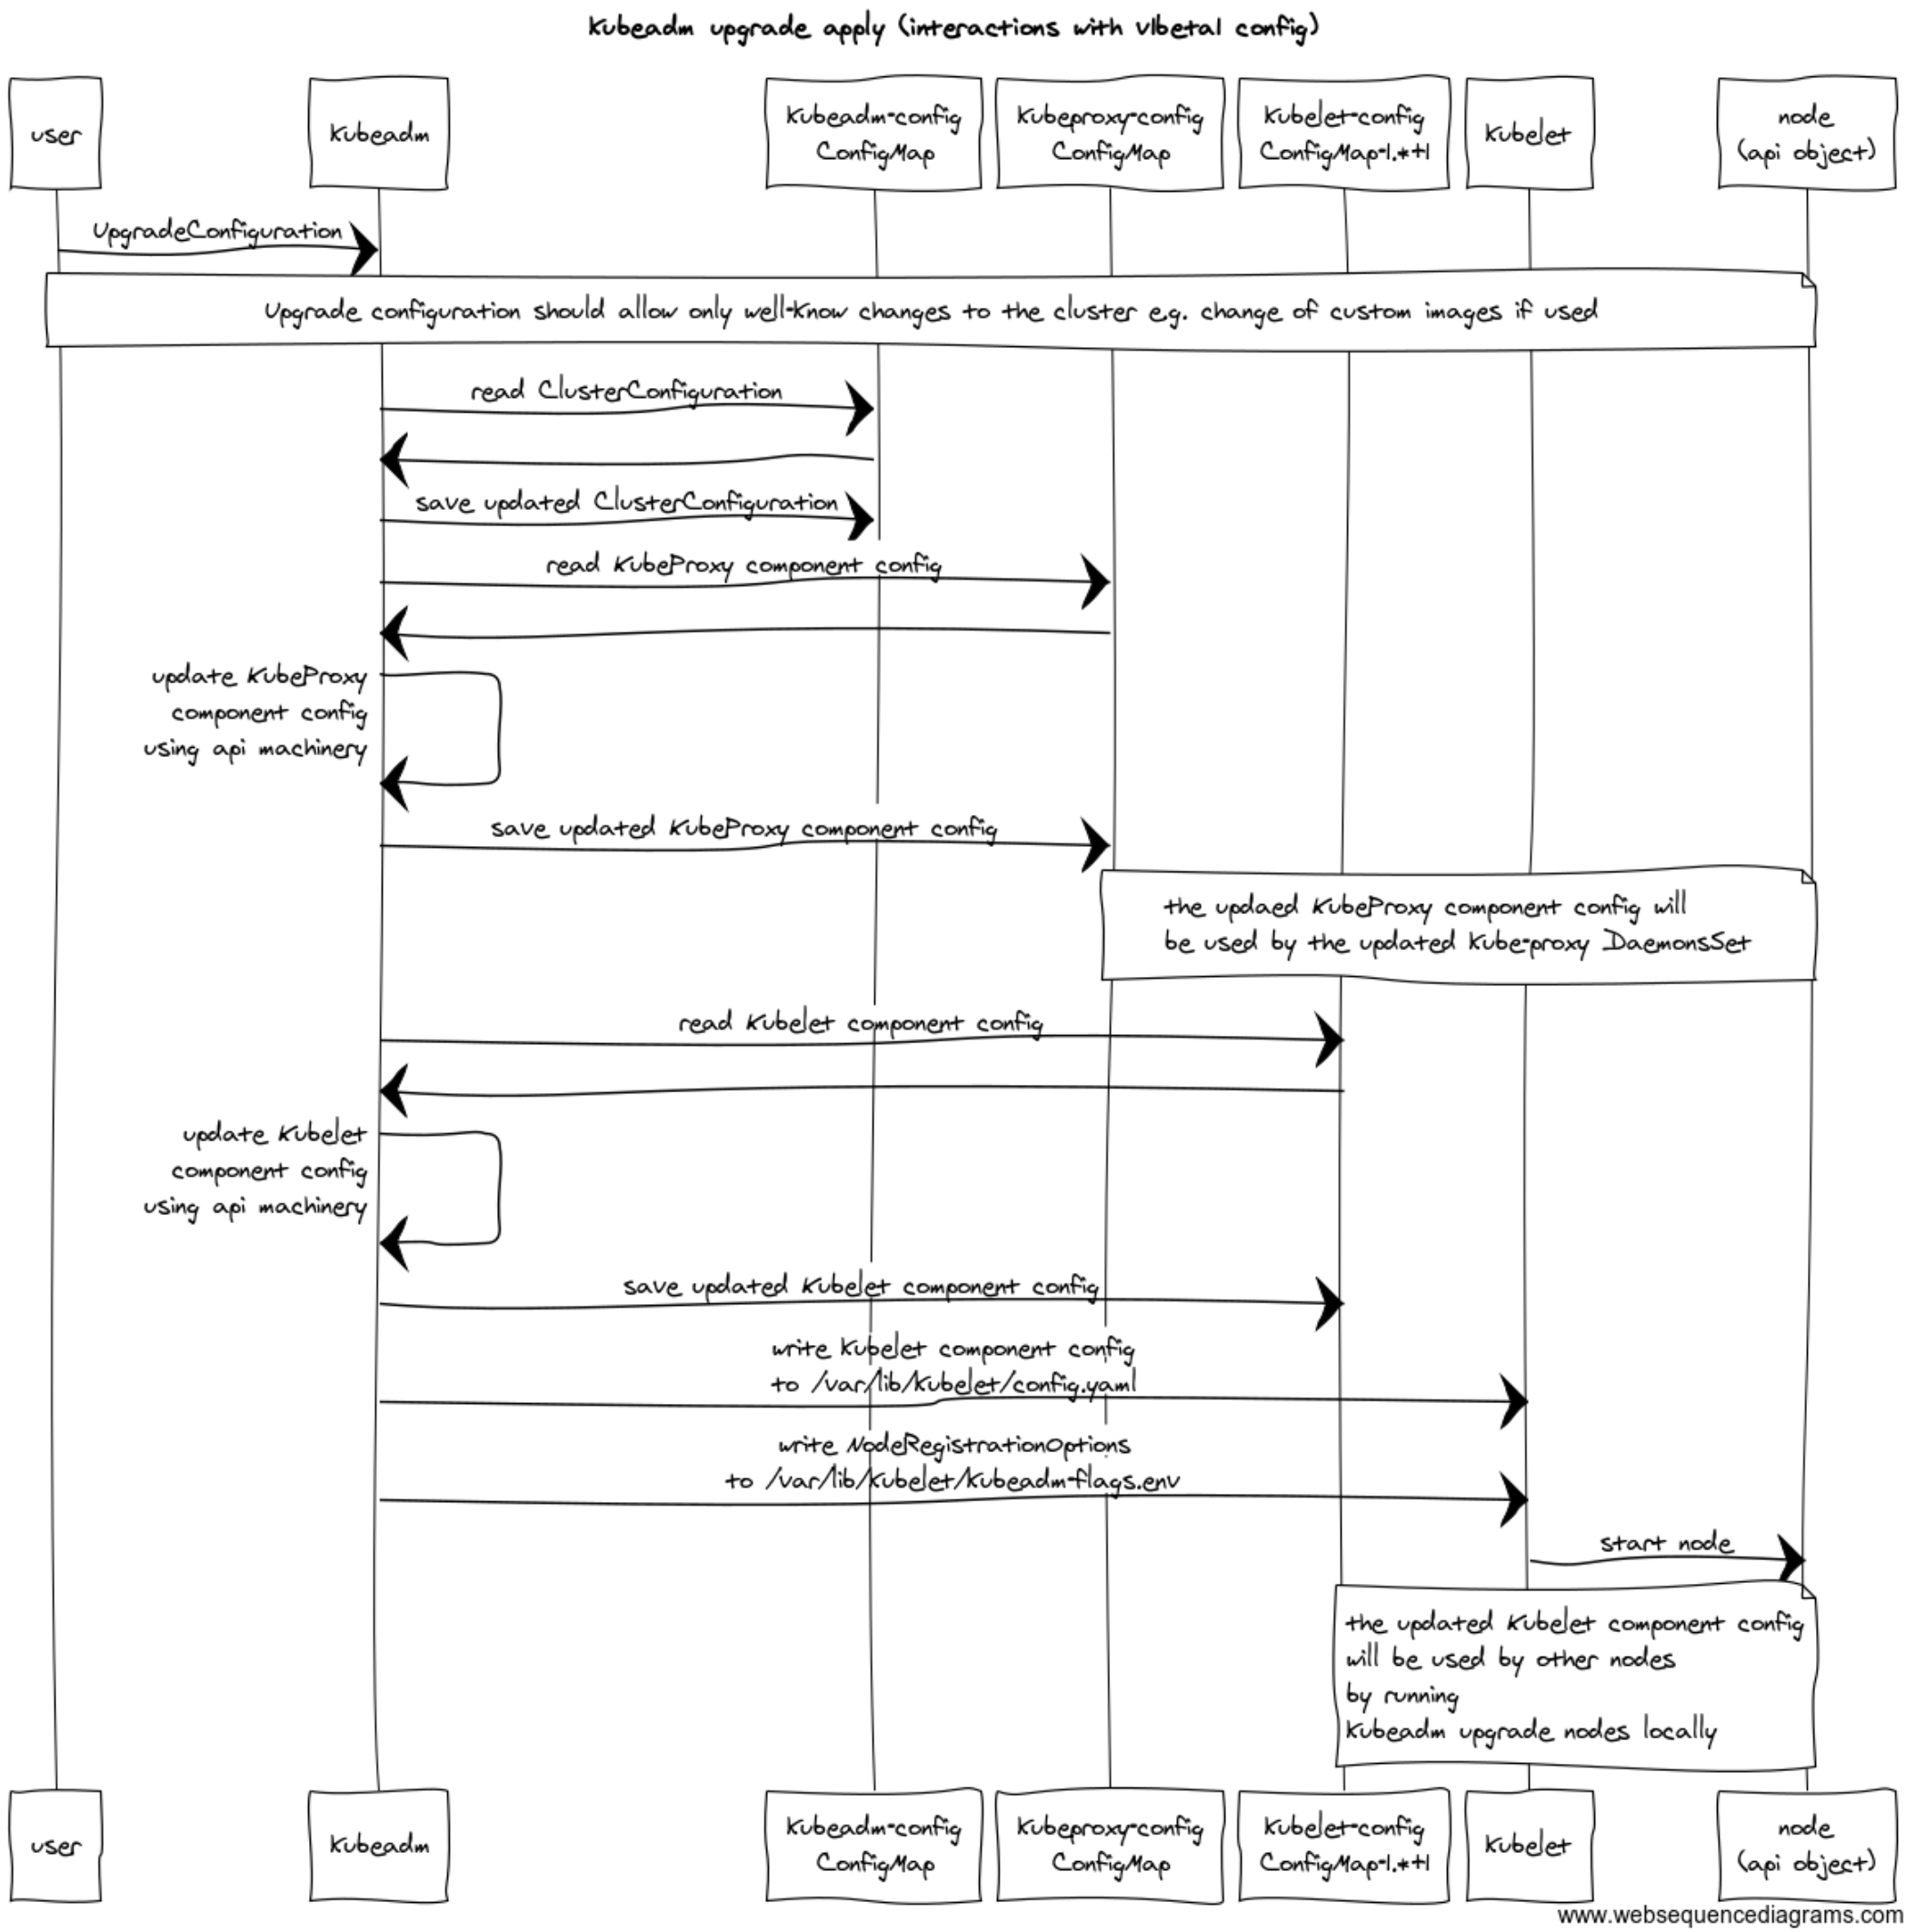 Kubeadm upgrade apply (interactions with v1beta1 config)
user
kubeadm
kubeadm-config
ConfigMap
kubeproxy-config
ConfigMap
kubelet-config
ConfigMap-1.*+1
kubelet
node
(api object)
UpgradeConfiguration
Upgrade configuration should allow only well-know changes to the cluster e.g. change of custom images if used
read ClusterConfiguration
save updated ClusterConfiguration
read KubeProxy component config
update KubeProxy
component config
using api machinery
save updated KubeProxy component config
the updaed KubeProxy component config will
be used by the updated kube-proxy DaemonsSet
read Kubelet component config
update Kubelet
component config
using api machinery
save updated Kubelet component config
write Kubelet component config
to /var/lib/kubelet/config.yaml
write NodeRegistrationOptions
to /var/lib/kubelet/kubeadm-flags.env
start node
the updated Kubelet component config
will be used by other nodes
by running
kubeadm upgrade nodes locally
user
kubeadm
kubeadm-config
ConfigMap
kubeproxy-config
ConfigMap
kubelet-config
ConfigMap-1.*+1
kubelet
node
(api object)
www.websequencediagrams.com